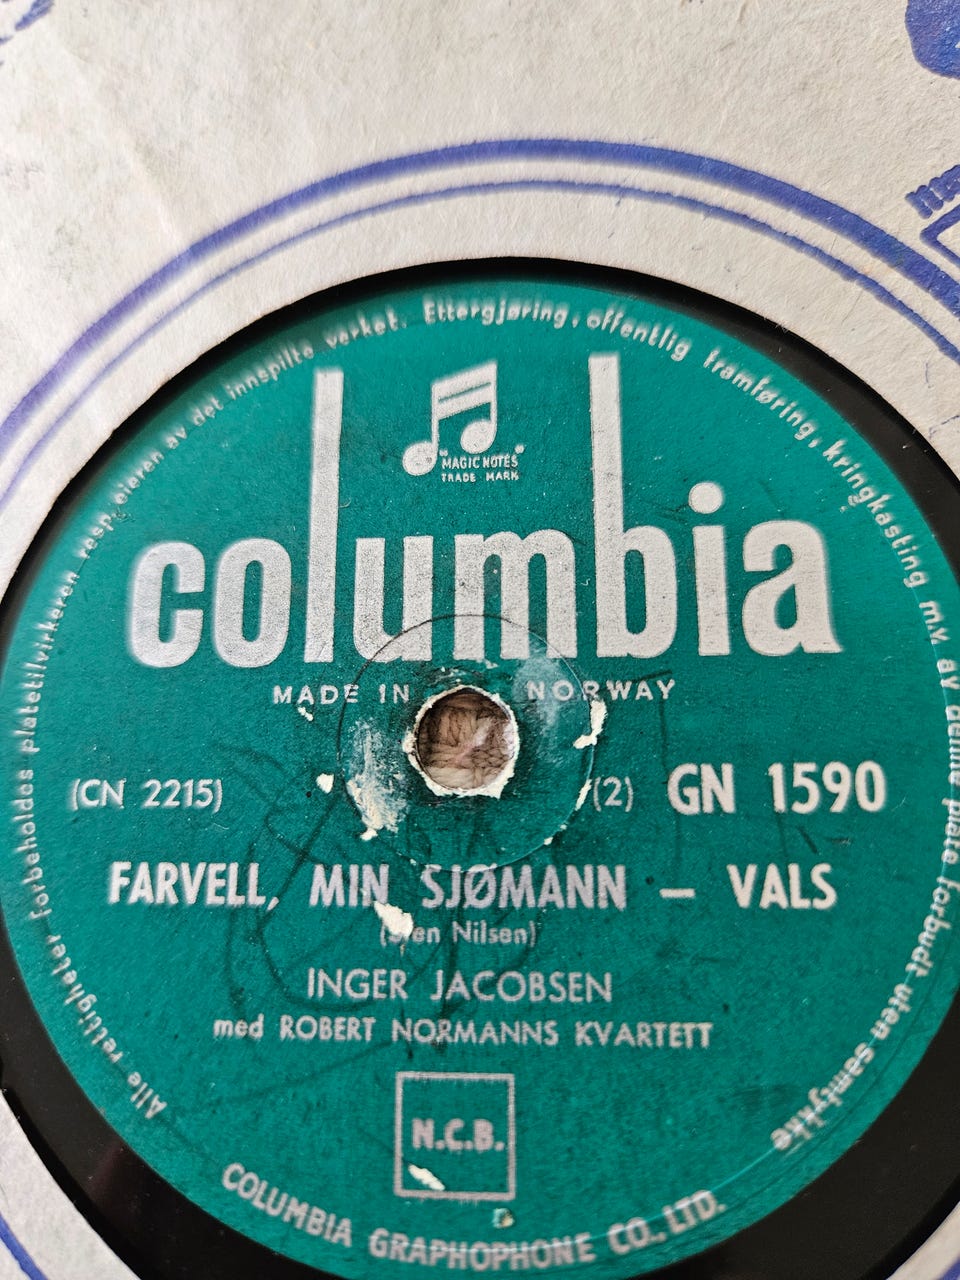 Alle rettigheter forbeholdes platetilvirkeren resp. eieren av det innspilte verket. Ettergjøring, offentlig framføring, kringkasting m.v. av denne plate forbudt uten samtykke
"MAGIC NOTES"
TRADE MARK
columbia
MADE IN NORWAY
(CN 2215) (2) GN 1590
FARVELL, MIN SJØMANN – VALS
Nilsen)
INGER JACOBSEN
med ROBERT NORMANNS KVARTETT
N.C.B.
COLUMBIA GRAPHOPHONE CO., LTD.